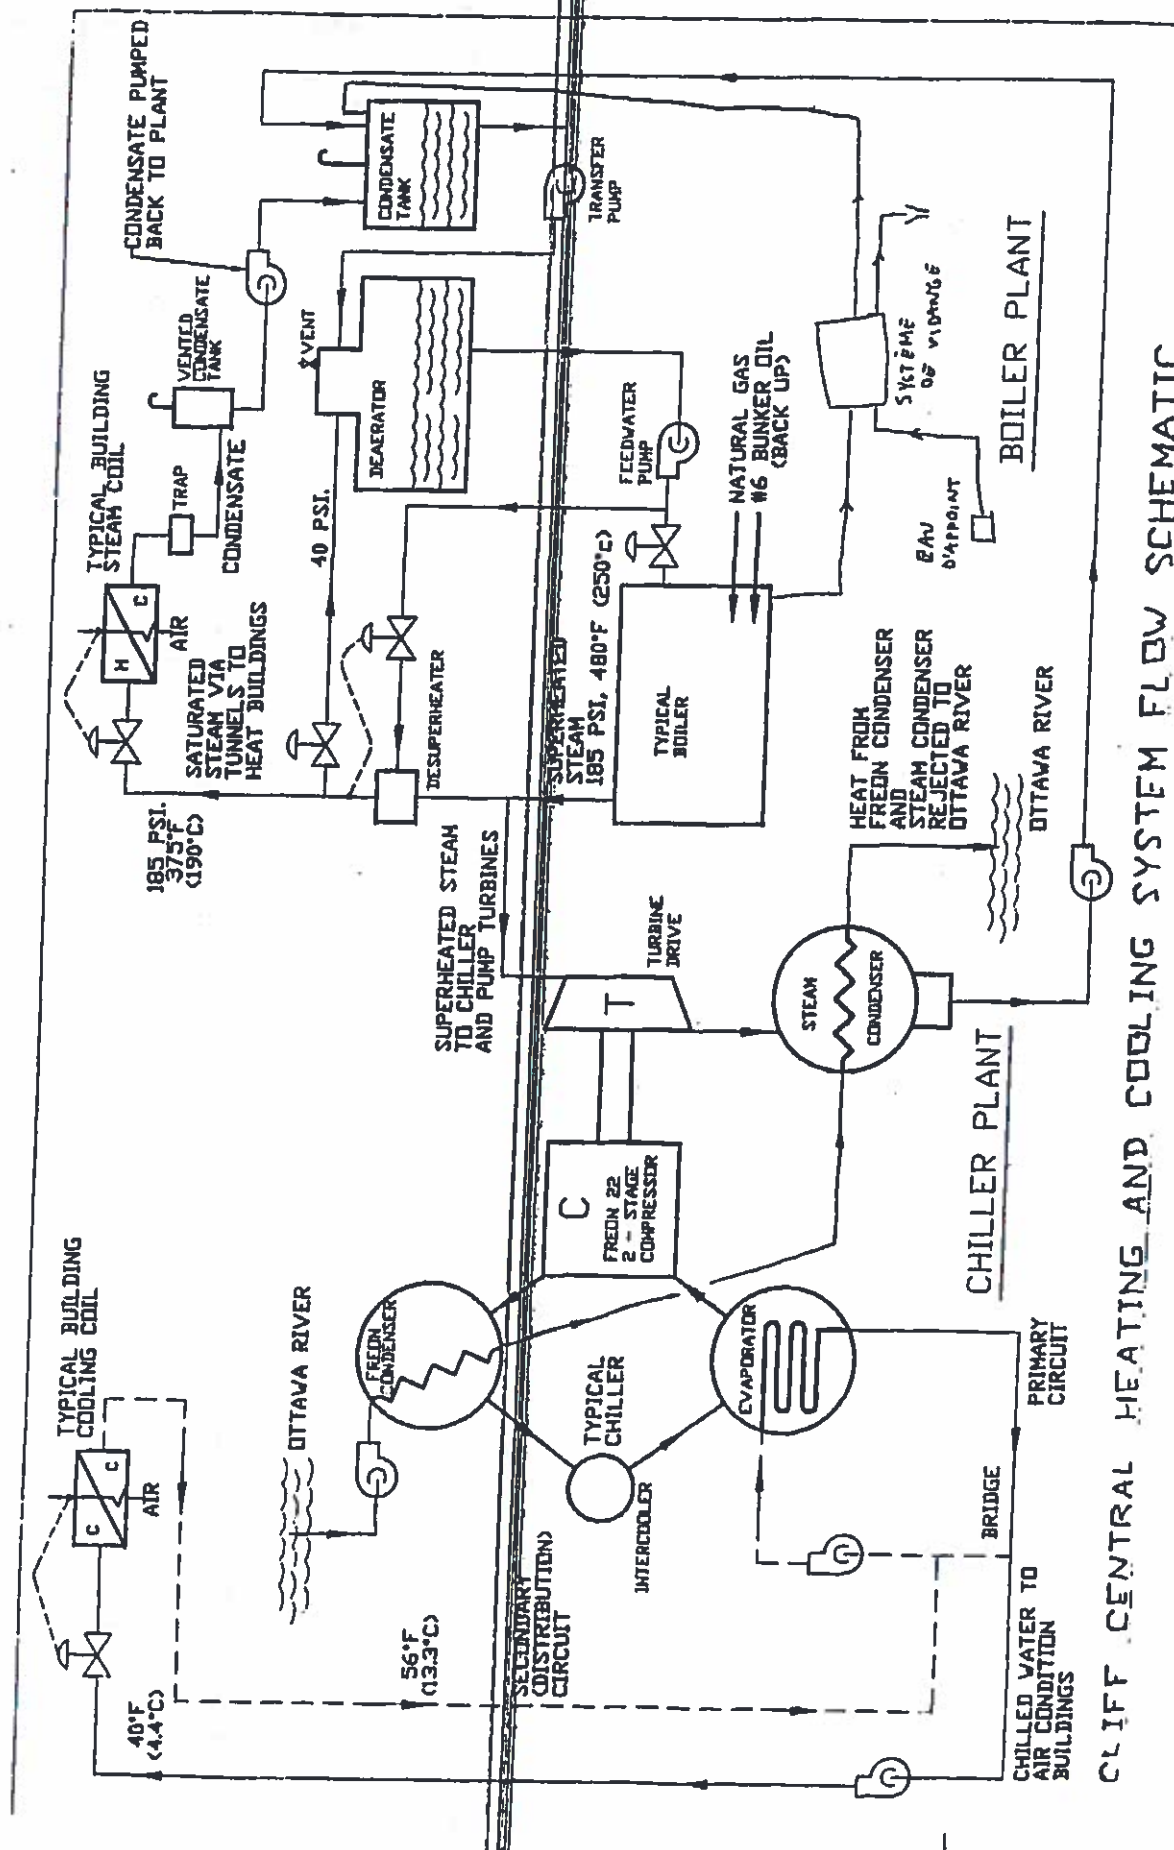 TYPICAL BUILDING
COOLING COIL
C
C
AIR
40°F
(4.4°C)
56°F
(13.3°C)
OTTAWA RIVER
FREON
CONDENSER
SECONDARY
(DISTRIBUTION)
CIRCUIT
INTERCOOLER
TYPICAL
CHILLER
EVAPORATOR
C
FREON 22
2 - STAGE
COMPRESSOR
T
TURBINE
DRIVE
SUPERHEATED STEAM
TO CHILLER
AND PUMP TURBINES
STEAM
CONDENSER
PRIMARY
CIRCUIT
BRIDGE
CHILLED WATER TO
AIR CONDITION
BUILDINGS
CHILLER PLANT
HEAT FROM
FREON CONDENSER
AND
STEAM CONDENSER
REJECTED TO
OTTAWA RIVER
OTTAWA RIVER
185 PSI.
375°F
(190°C)
SATURATED
STEAM VIA
TUNNELS TO
HEAT BUILDINGS
TYPICAL BUILDING
STEAM COIL
H
C
AIR
TRAP
CONDENSATE
VENTED
CONDENSATE
TANK
CONDENSATE PUMPED
BACK TO PLANT
40 PSI.
VENT
DEAERATOR
CONDENSATE
TANK
TRANSFER
PUMP
DESUPERHEATER
FEEDWATER
PUMP
SUPERHEATED
STEAM
185 PSI, 480°F (250°C)
TYPICAL
BOILER
NATURAL GAS
#6 BUNKER OIL
(BACK UP)
SYSTÈME
DE VIDANGE
EAU
D'APPOINT
BOILER PLANT
CLIFF CENTRAL HEATING AND COOLING SYSTEM FLOW SCHEMATIC